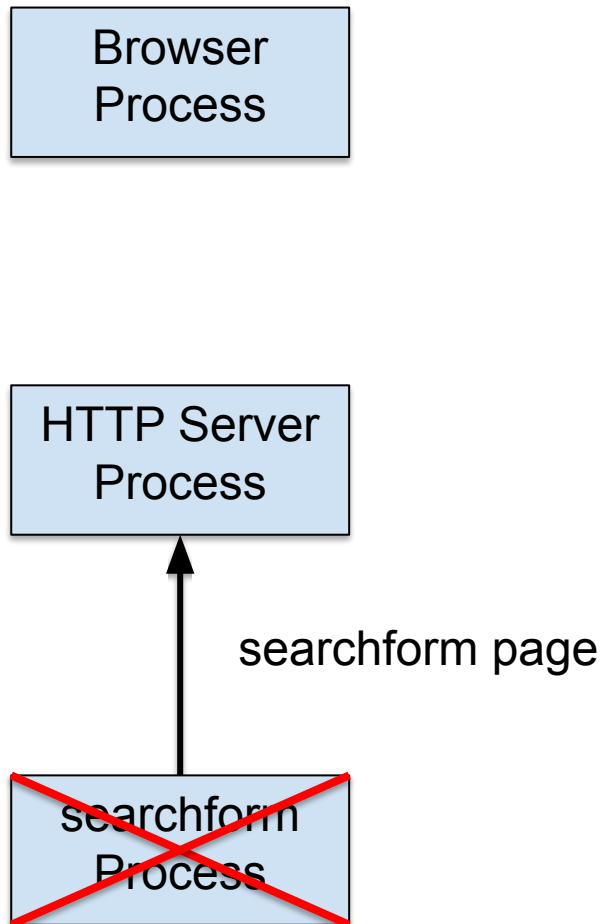 Browser
Process
HTTP Server
Process
searchform page
searchform
Process